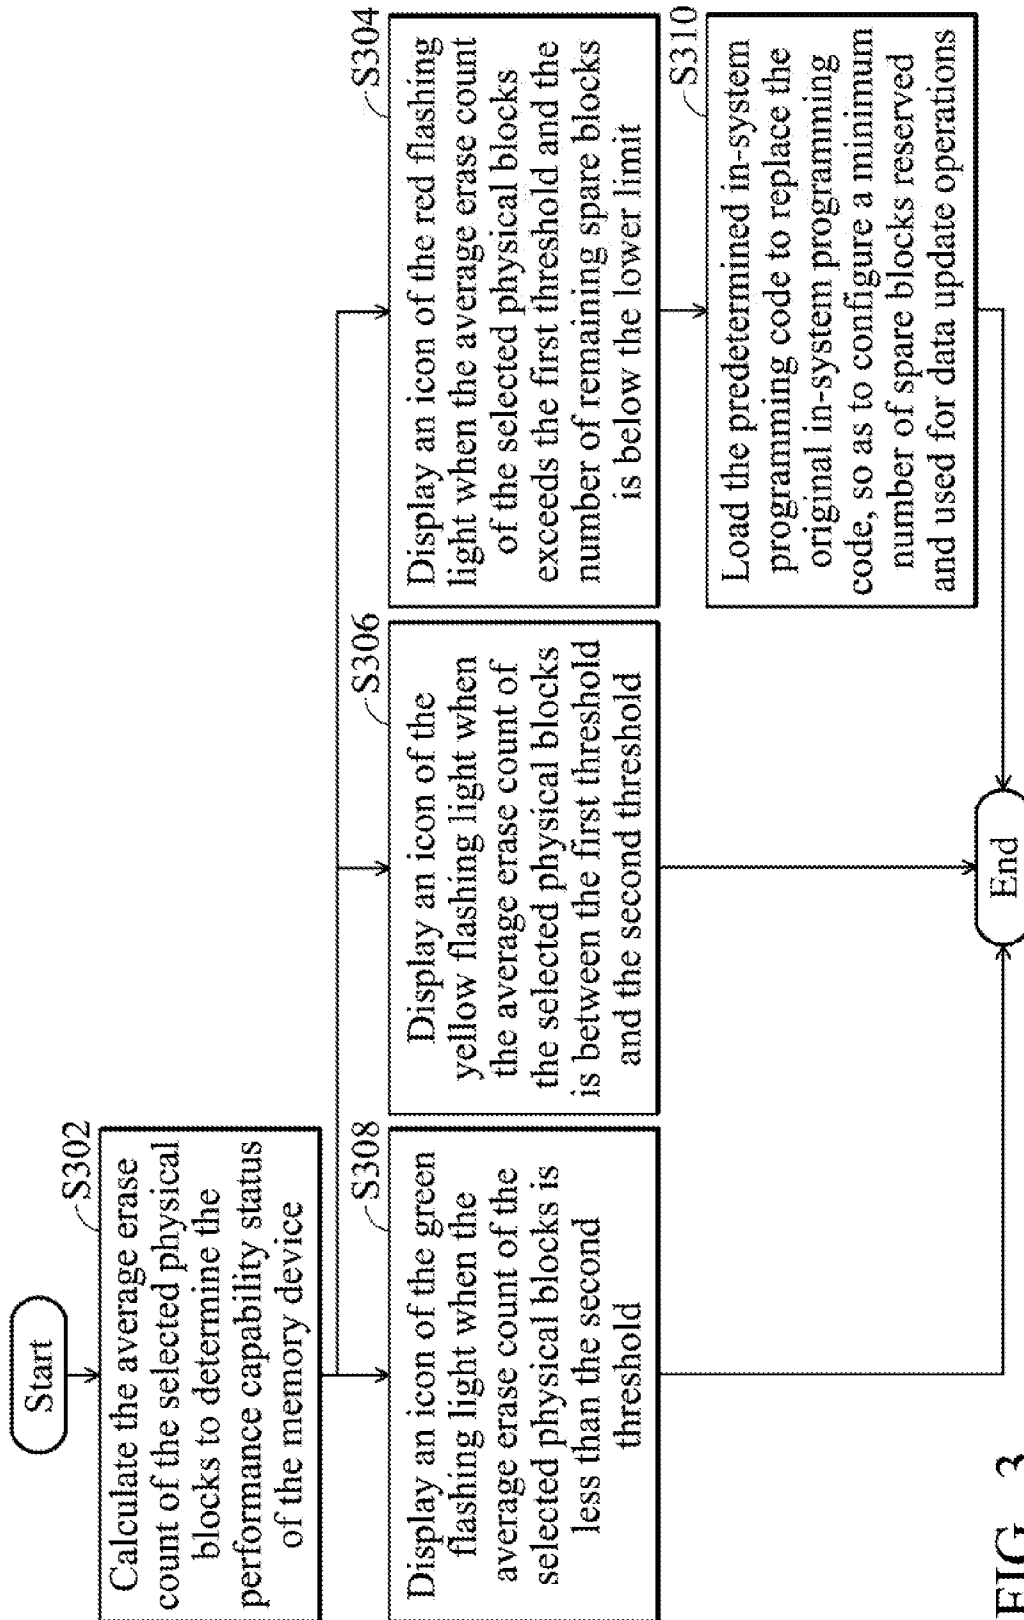 Start
S302
Calculate the average erase
count of the selected physical
blocks to determine the
performance capability status
of the memory device
S308
Display an icon of the green
flashing light when the
average erase count of the
selected physical blocks is
less than the second
threshold
S306
Display an icon of the
yellow flashing light when
the average erase count of
the selected physical blocks
is between the first threshold
and the second threshold
S304
Display an icon of the red flashing
light when the average erase count
of the selected physical blocks
exceeds the first threshold and the
number of remaining spare blocks
is below the lower limit
S310
Load the predetermined in-system
programming code to replace the
original in-system programming
code, so as to configure a minimum
number of spare blocks reserved
and used for data update operations
End
FIG. 3